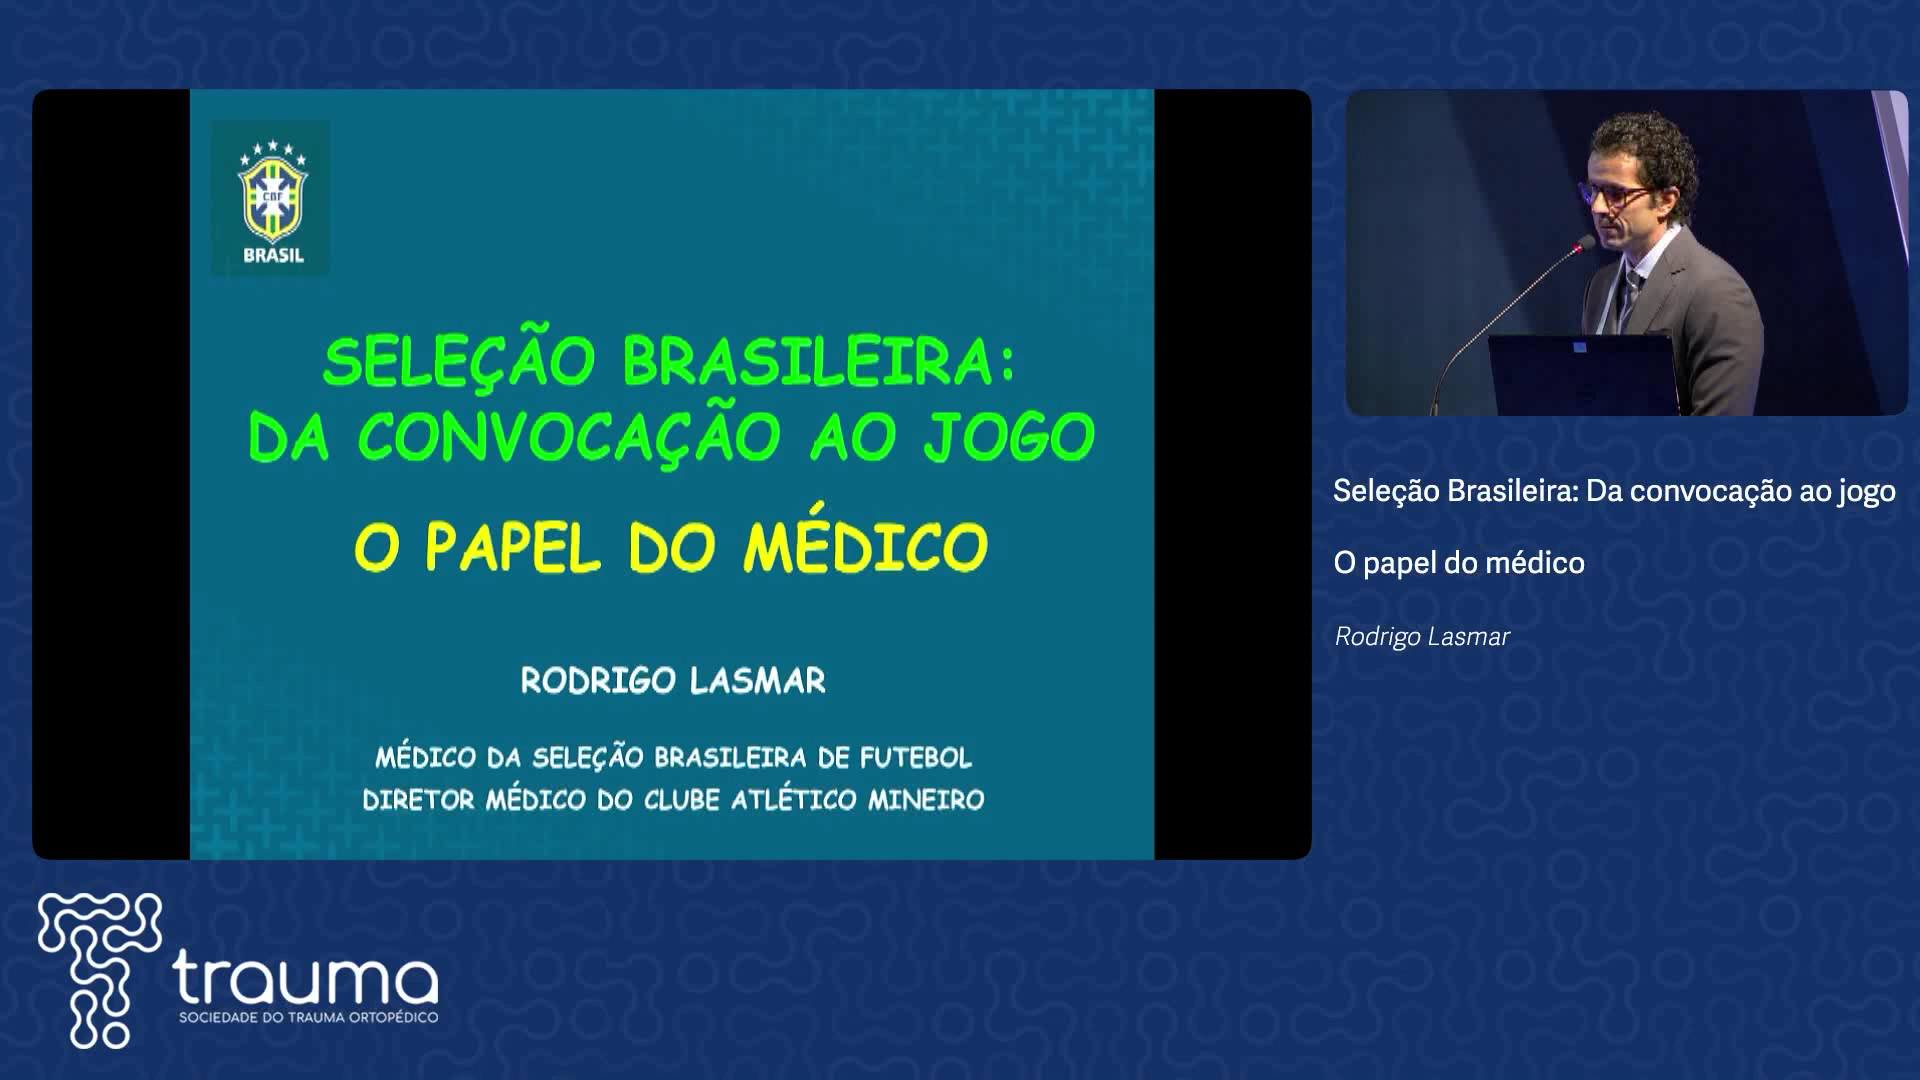 CBF
BRASIL
SELEÇÃO BRASILEIRA:
DA CONVOCAÇÃO AO JOGO
O PAPEL DO MÉDICO
RODRIGO LASMAR
MÉDICO DA SELEÇÃO BRASILEIRA DE FUTEBOL
DIRETOR MÉDICO DO CLUBE ATLÉTICO MINEIRO
Seleção Brasileira: Da convocação ao jogo
O papel do médico
Rodrigo Lasmar
trauma
SOCIEDADE DO TRAUMA ORTOPÉDICO